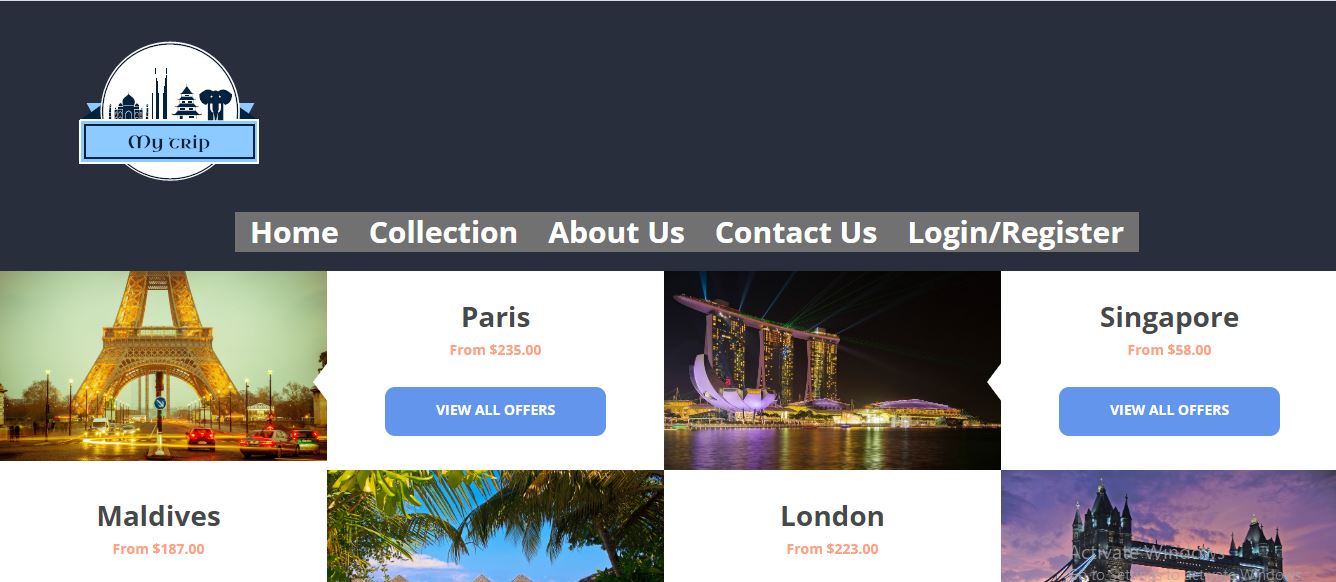 My trip
Home Collection About Us Contact Us Login/Register
Paris
From $235.00
VIEW ALL OFFERS
Singapore
From $58.00
VIEW ALL OFFERS
Maldives
From $187.00
London
From $223.00
Activate Windows
Go to Settings to activate Windows.